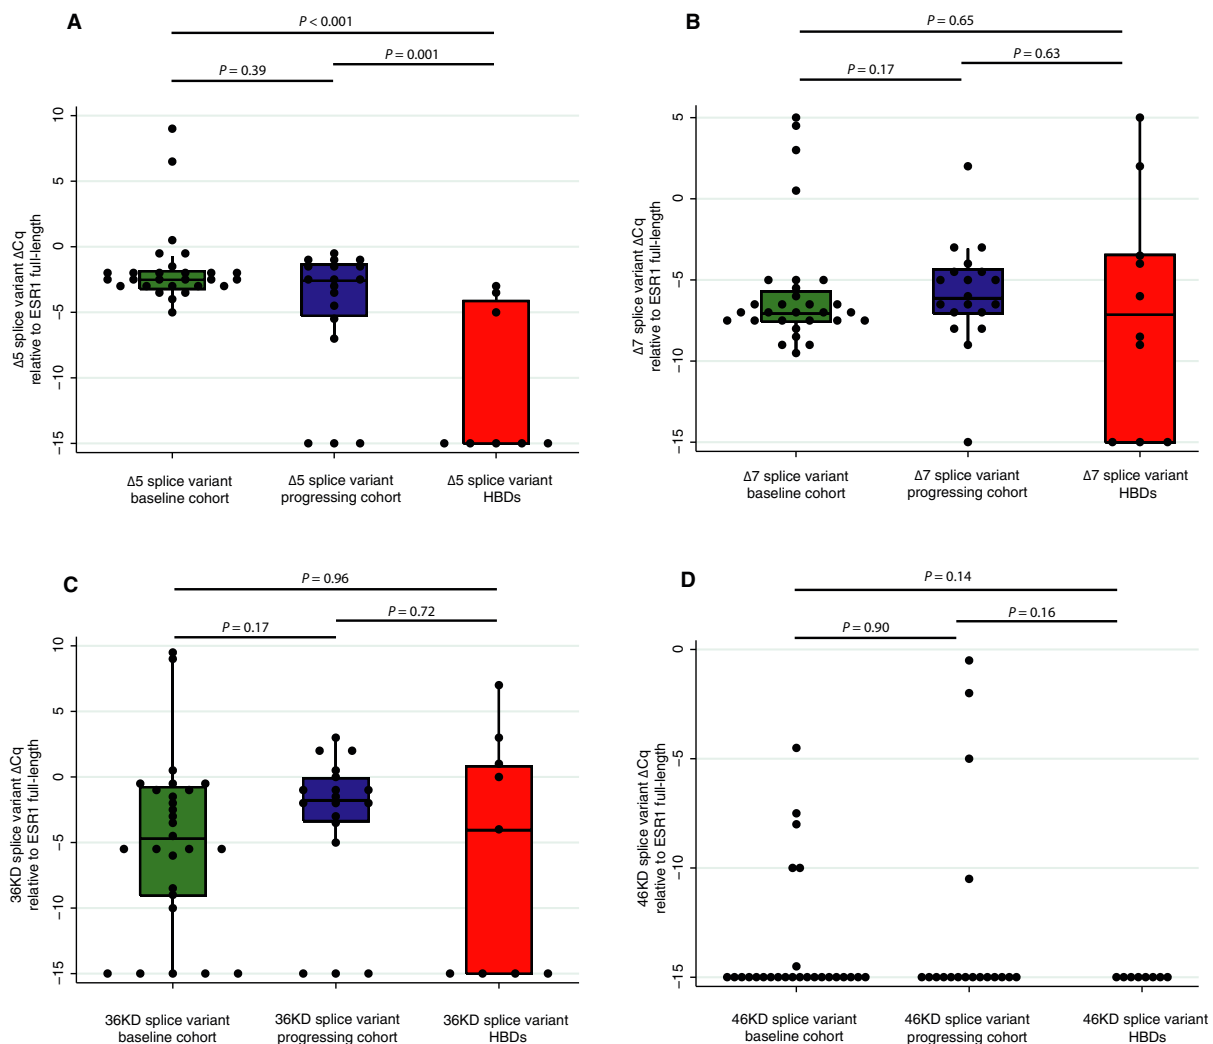 A
P < 0.001
P = 0.001
P = 0.39
Δ5 splice variant ΔCq
relative to ESR1 full-length
10
5
0
−5
−10
−15
Δ5 splice variant
baseline cohort
Δ5 splice variant
progressing cohort
Δ5 splice variant
HBDs
B
P = 0.65
P = 0.63
P = 0.17
Δ7 splice variant ΔCq
relative to ESR1 full-length
5
0
−5
−10
−15
Δ7 splice variant
baseline cohort
Δ7 splice variant
progressing cohort
Δ7 splice variant
HBDs
C
P = 0.96
P = 0.72
P = 0.17
36KD splice variant ΔCq
relative to ESR1 full-length
10
5
0
−5
−10
−15
36KD splice variant
baseline cohort
36KD splice variant
progressing cohort
36KD splice variant
HBDs
D
P = 0.14
P = 0.16
P = 0.90
46KD splice variant ΔCq
relative to ESR1 full-length
0
−5
−10
−15
46KD splice variant
baseline cohort
46KD splice variant
progressing cohort
46KD splice variant
HBDs